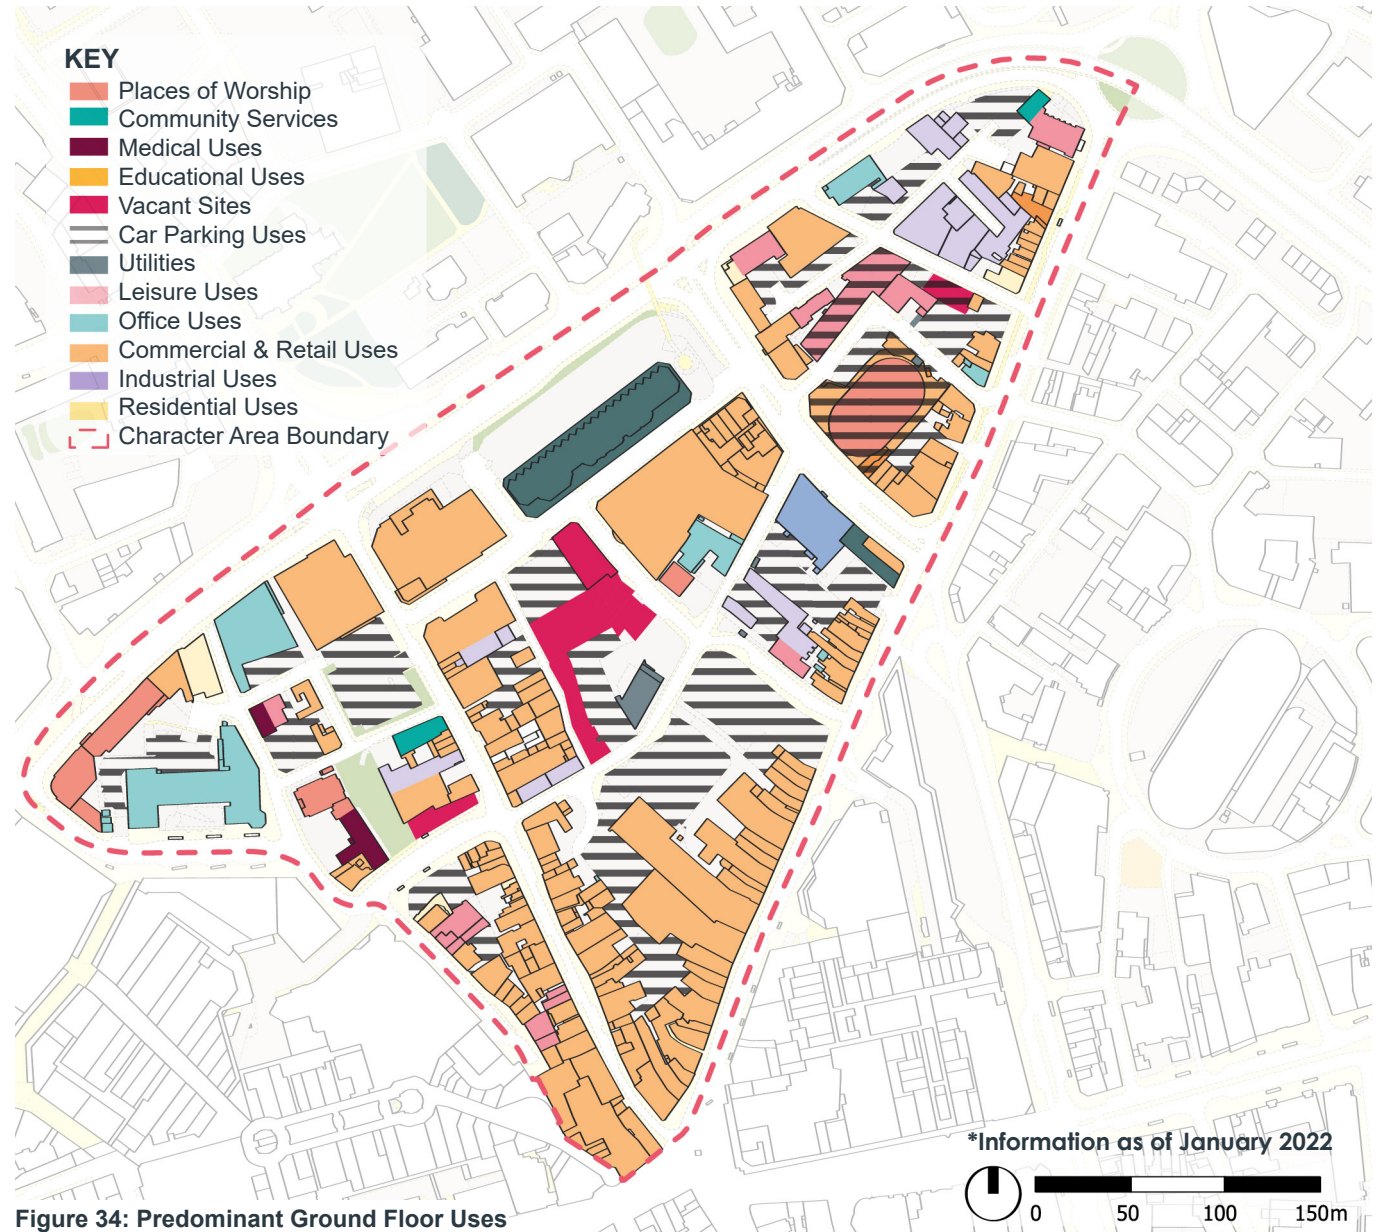 KEY
Places of Worship
Community Services
Medical Uses
Educational Uses
Vacant Sites
Car Parking Uses
Utilities
Leisure Uses
Office Uses
Commercial & Retail Uses
Industrial Uses
Residential Uses
Character Area Boundary
*Information as of January 2022
0 50 100 150m
Figure 34: Predominant Ground Floor Uses